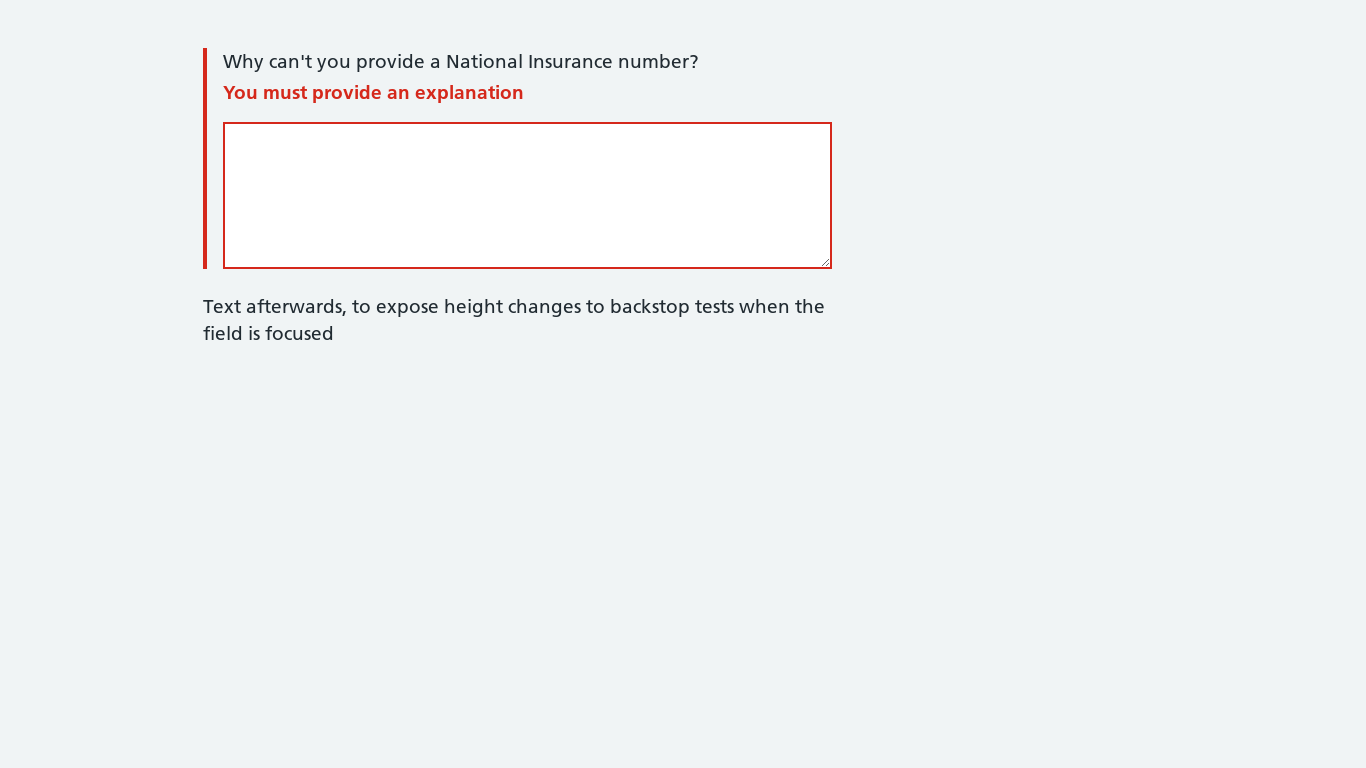 Why can't you provide a National Insurance number?
You must provide an explanation
Text afterwards, to expose height changes to backstop tests when the
field is focused